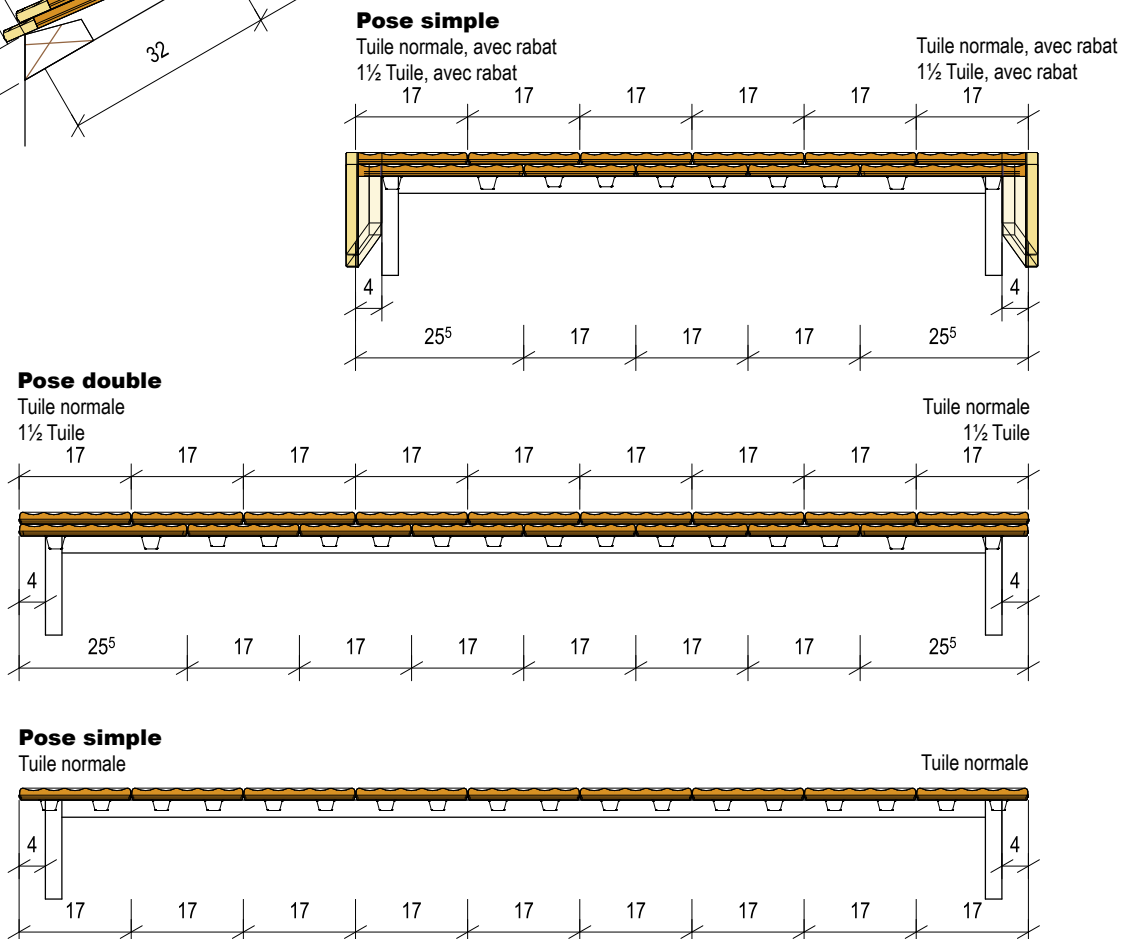 32
Pose simple
Tuile normale, avec rabat
1½ Tuile, avec rabat
Tuile normale, avec rabat
1½ Tuile, avec rabat
17 17 17 17 17 17
4 4
25⁵ 17 17 17 25⁵
Pose double
Tuile normale
1½ Tuile
Tuile normale
1½ Tuile
17 17 17 17 17 17 17 17 17
4 4
25⁵ 17 17 17 17 17 17 25⁵
Pose simple
Tuile normale
Tuile normale
4 4
17 17 17 17 17 17 17 17 17